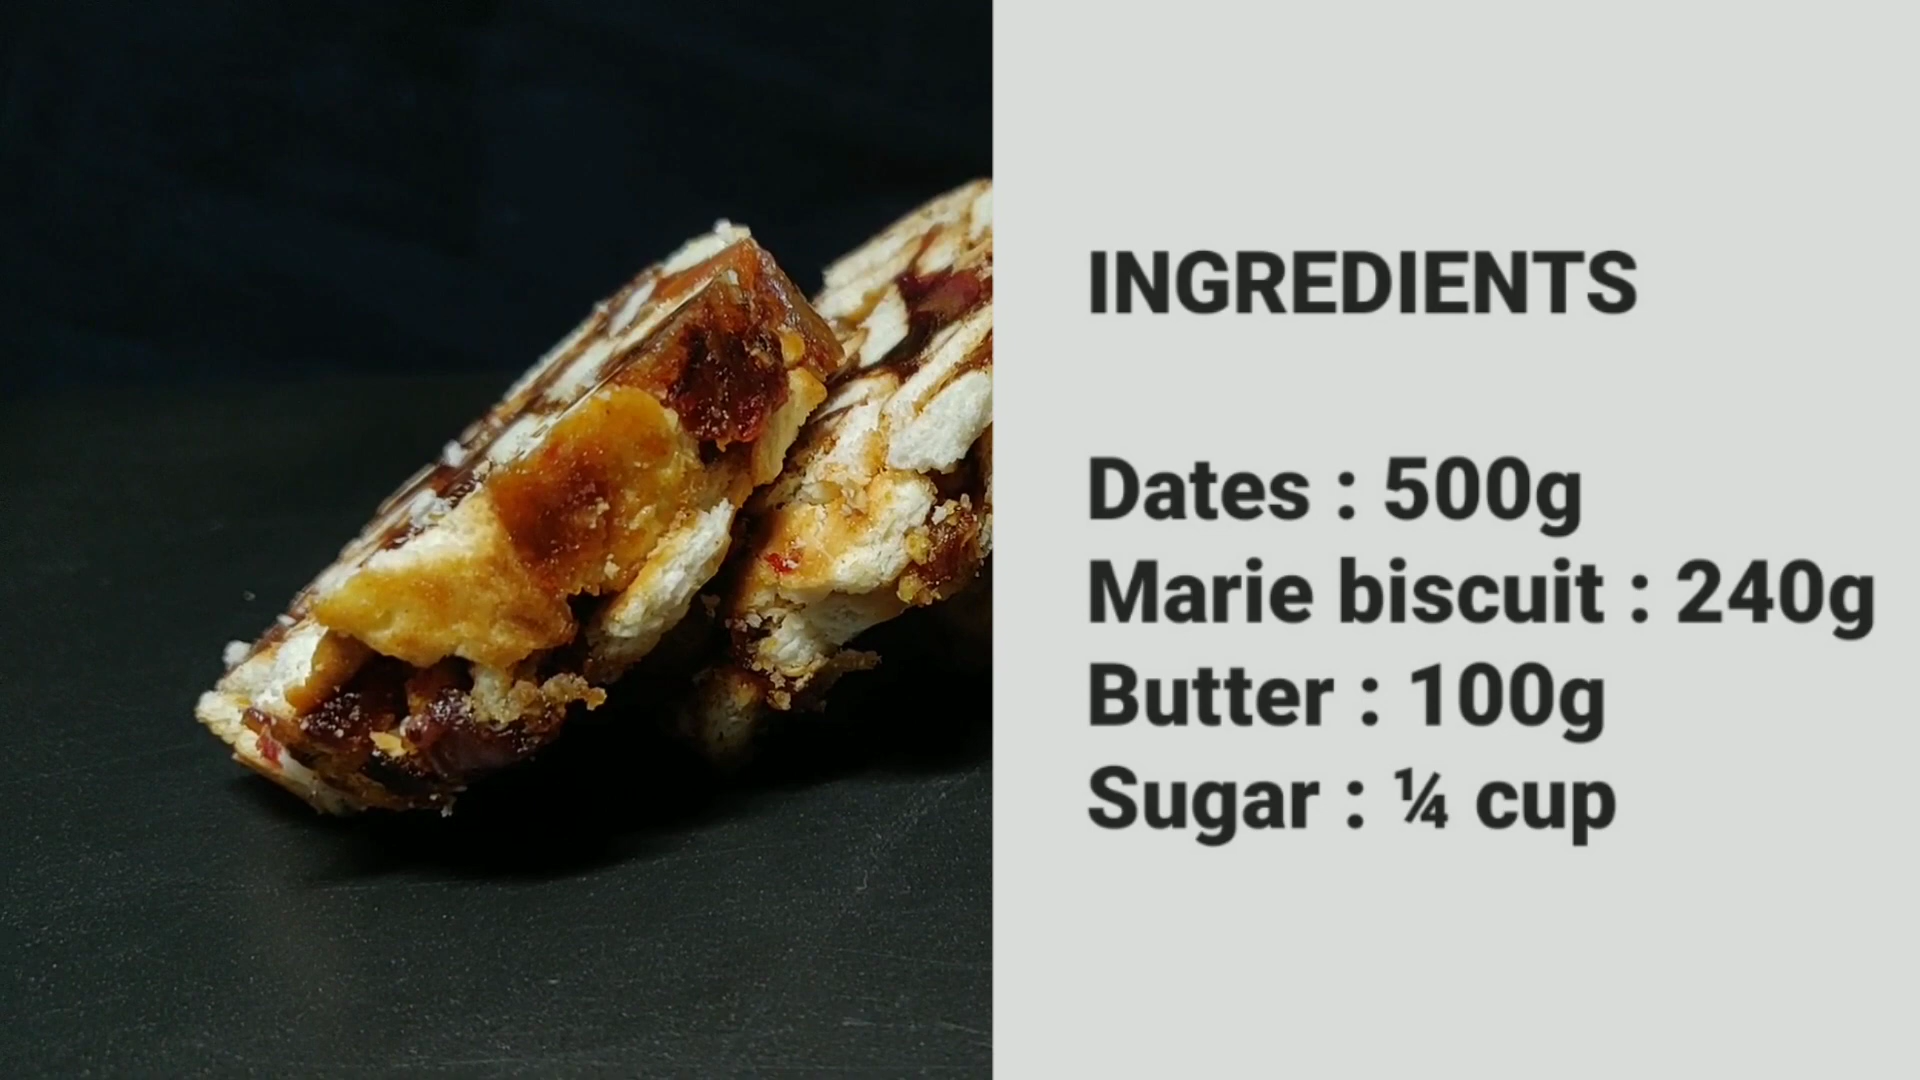 INGREDIENTS
Dates : 500g
Marie biscuit : 240g
Butter : 100g
Sugar : ¼ cup